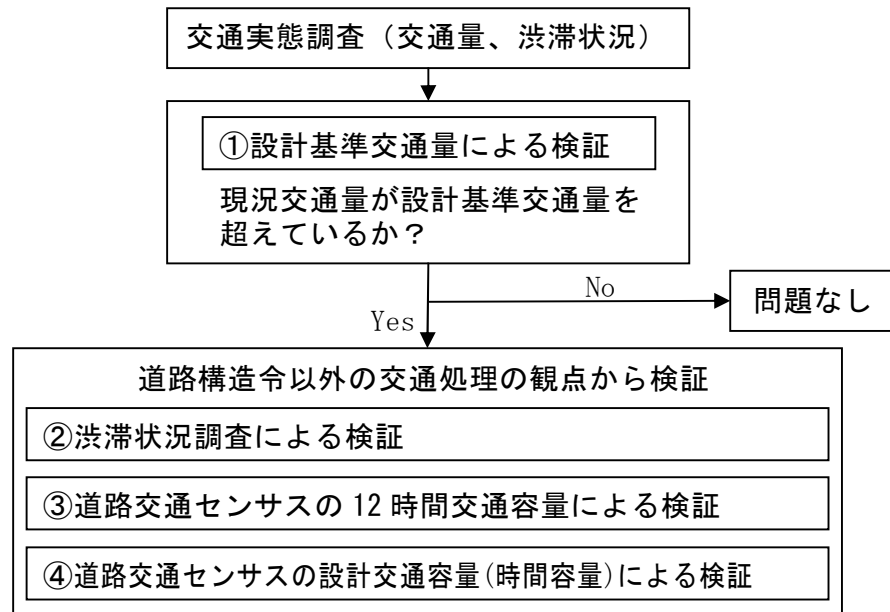 交通実態調査（交通量、渋滞状況）
①設計基準交通量による検証
現況交通量が設計基準交通量を
超えているか？
No
問題なし
Yes
道路構造令以外の交通処理の観点から検証
②渋滞状況調査による検証
③道路交通センサスの 12 時間交通容量による検証
④道路交通センサスの設計交通容量(時間容量)による検証